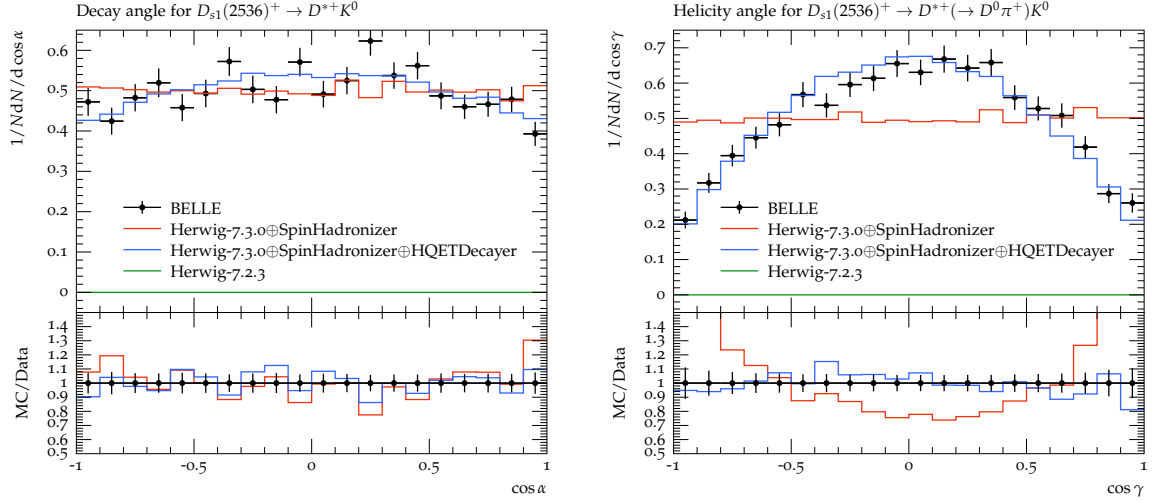 Decay angle for D_{s1}(2536)^+ → D^{*+}K^0
1/NdN/d cos α
0.6
0.5
0.4
0.3
0.2
0.1
0
BELLE
Herwig-7.3.0⊕SpinHadronizer
Herwig-7.3.0⊕SpinHadronizer⊕HQETDecayer
Herwig-7.2.3
MC/Data
1.4
1.3
1.2
1.1
1
0.9
0.8
0.7
0.6
0.5
-1 -0.5 0 0.5 1
cos α
Helicity angle for D_{s1}(2536)^+ → D^{*+}(→ D^0π^+)K^0
1/NdN/d cos γ
0.7
0.6
0.5
0.4
0.3
0.2
0.1
0
BELLE
Herwig-7.3.0⊕SpinHadronizer
Herwig-7.3.0⊕SpinHadronizer⊕HQETDecayer
Herwig-7.2.3
MC/Data
1.4
1.3
1.2
1.1
1
0.9
0.8
0.7
0.6
0.5
-1 -0.5 0 0.5 1
cos γ